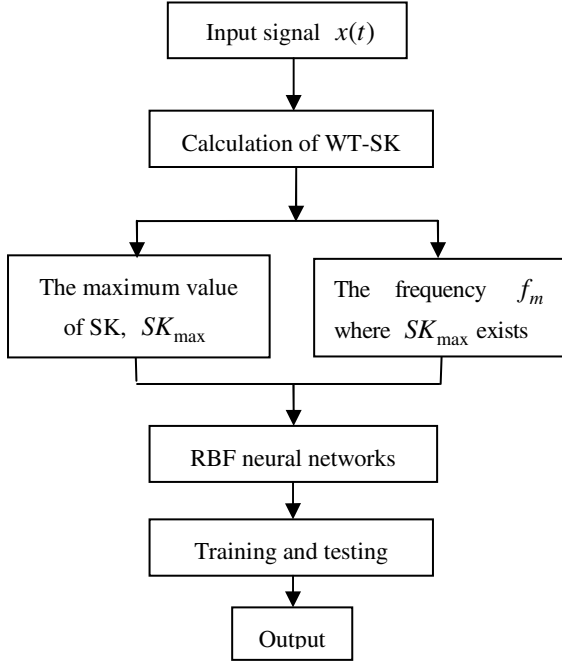 Input signal x(t)
Calculation of WT-SK
The maximum value
of SK, SK_max
The frequency f_m
where SK_max exists
RBF neural networks
Training and testing
Output